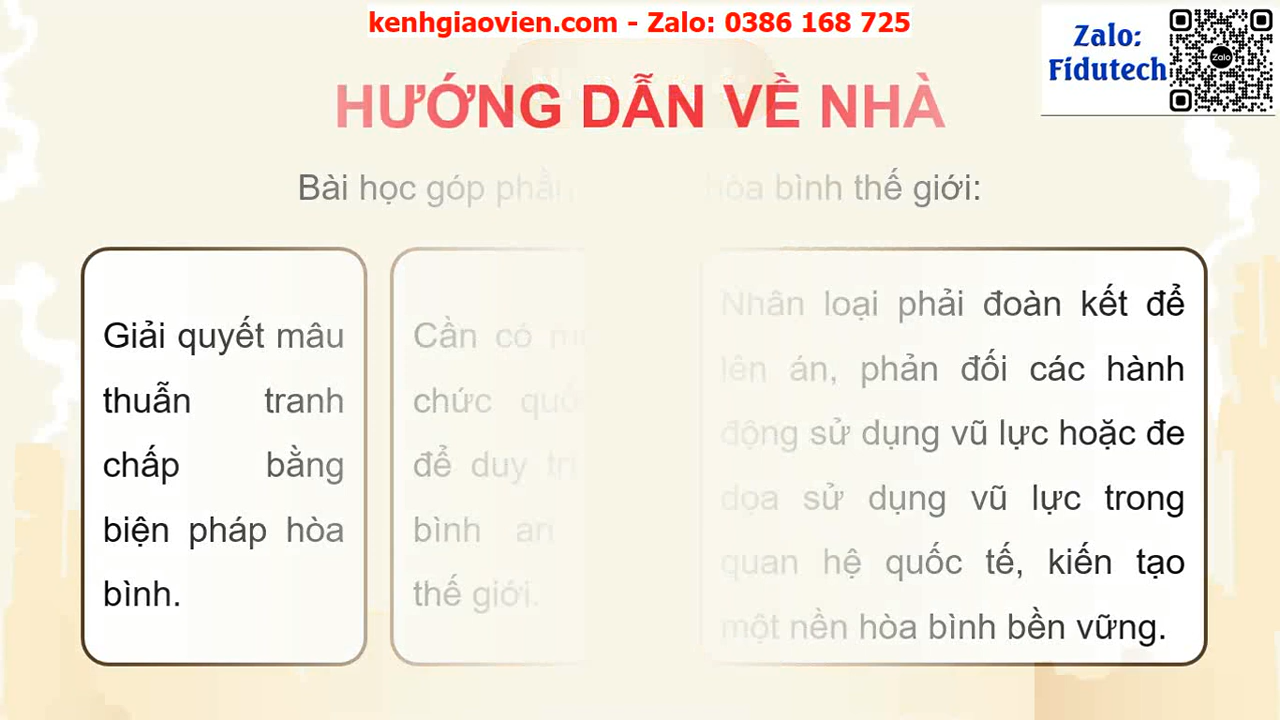 kenhgiaovien.com - Zalo: 0386 168 725
Zalo:
Fidutech
Zalo
HƯỚNG DẪN VỀ NHÀ
Bài học góp phần hòa bình thế giới:
Giải quyết mâu
thuẫn tranh
chấp bằng
biện pháp hòa
bình.
Cần có
chức quố
để duy trì
bình an
thế giới.
Nhân loại phải đoàn kết để
lên án, phản đối các hành
động sử dụng vũ lực hoặc đe
dọa sử dụng vũ lực trong
quan hệ quốc tế, kiến tạo
một nền hòa bình bền vững.